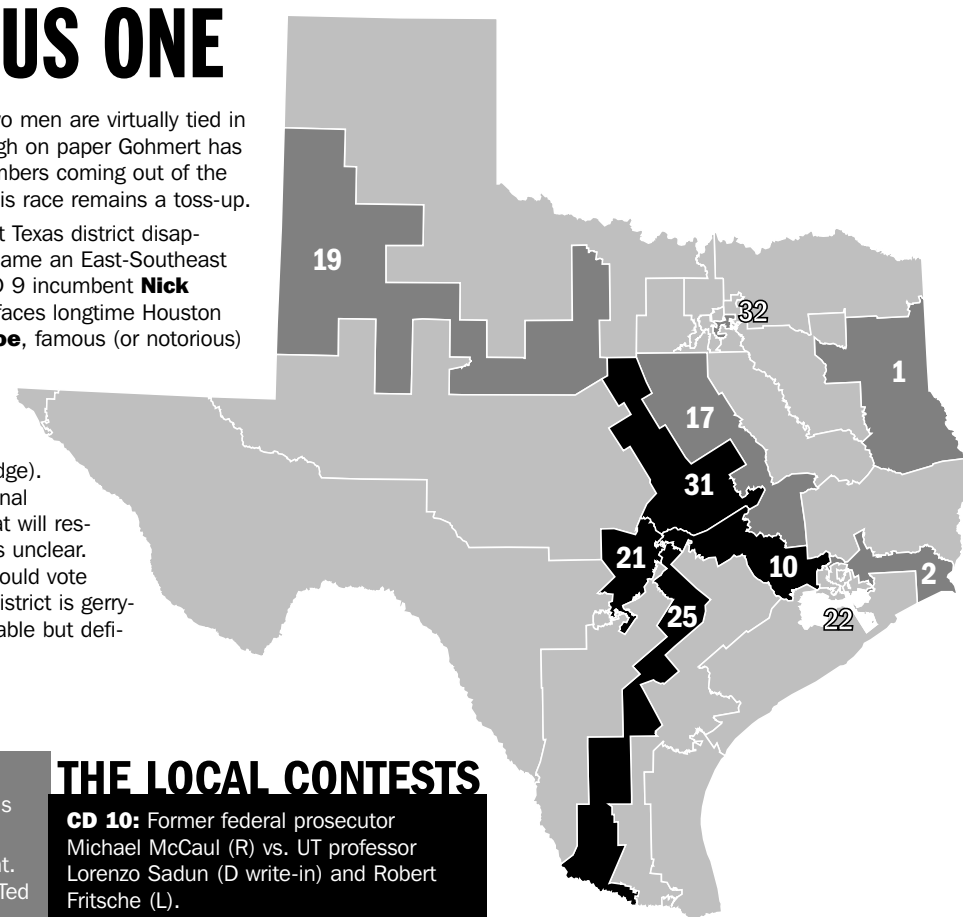 US ONE
wo men are virtually tied in
gh on paper Gohmert has
mbers coming out of the
is race remains a toss-up.
t Texas district disap-
ame an East-Southeast
D 9 incumbent Nick
faces longtime Houston
oe, famous (or notorious)
dge).
nal
at will res-
s unclear.
ould vote
istrict is gerry-
able but defi-
19
32
1
17
31
21
10
2
25
22
s
nt.
Ted
THE LOCAL CONTESTS
CD 10: Former federal prosecutor
Michael McCaul (R) vs. UT professor
Lorenzo Sadun (D write-in) and Robert
Fritsche (L).